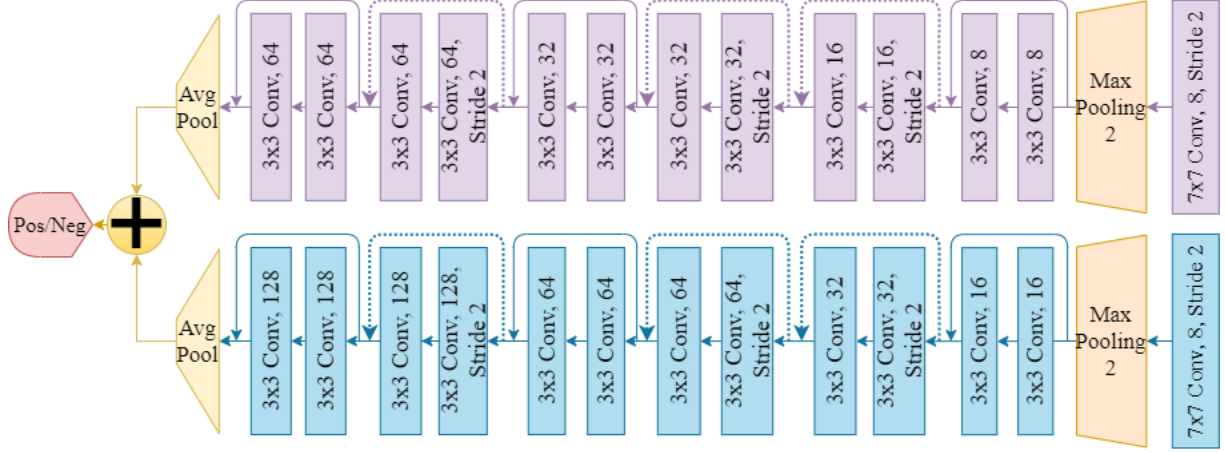 Avg
Pool
3x3 Conv, 64
3x3 Conv, 64
3x3 Conv, 64
3x3 Conv, 64,
Stride 2
3x3 Conv, 32
3x3 Conv, 32
3x3 Conv, 32
3x3 Conv, 32,
Stride 2
3x3 Conv, 16
3x3 Conv, 16,
Stride 2
3x3 Conv, 8
3x3 Conv, 8
Max
Pooling
2
7x7 Conv, 8, Stride 2
Pos/Neg
Avg
Pool
3x3 Conv, 128
3x3 Conv, 128
3x3 Conv, 128
3x3 Conv, 128,
Stride 2
3x3 Conv, 64
3x3 Conv, 64
3x3 Conv, 64
3x3 Conv, 64,
Stride 2
3x3 Conv, 32
3x3 Conv, 32,
Stride 2
3x3 Conv, 16
3x3 Conv, 16
Max
Pooling
2
7x7 Conv, 8, Stride 2